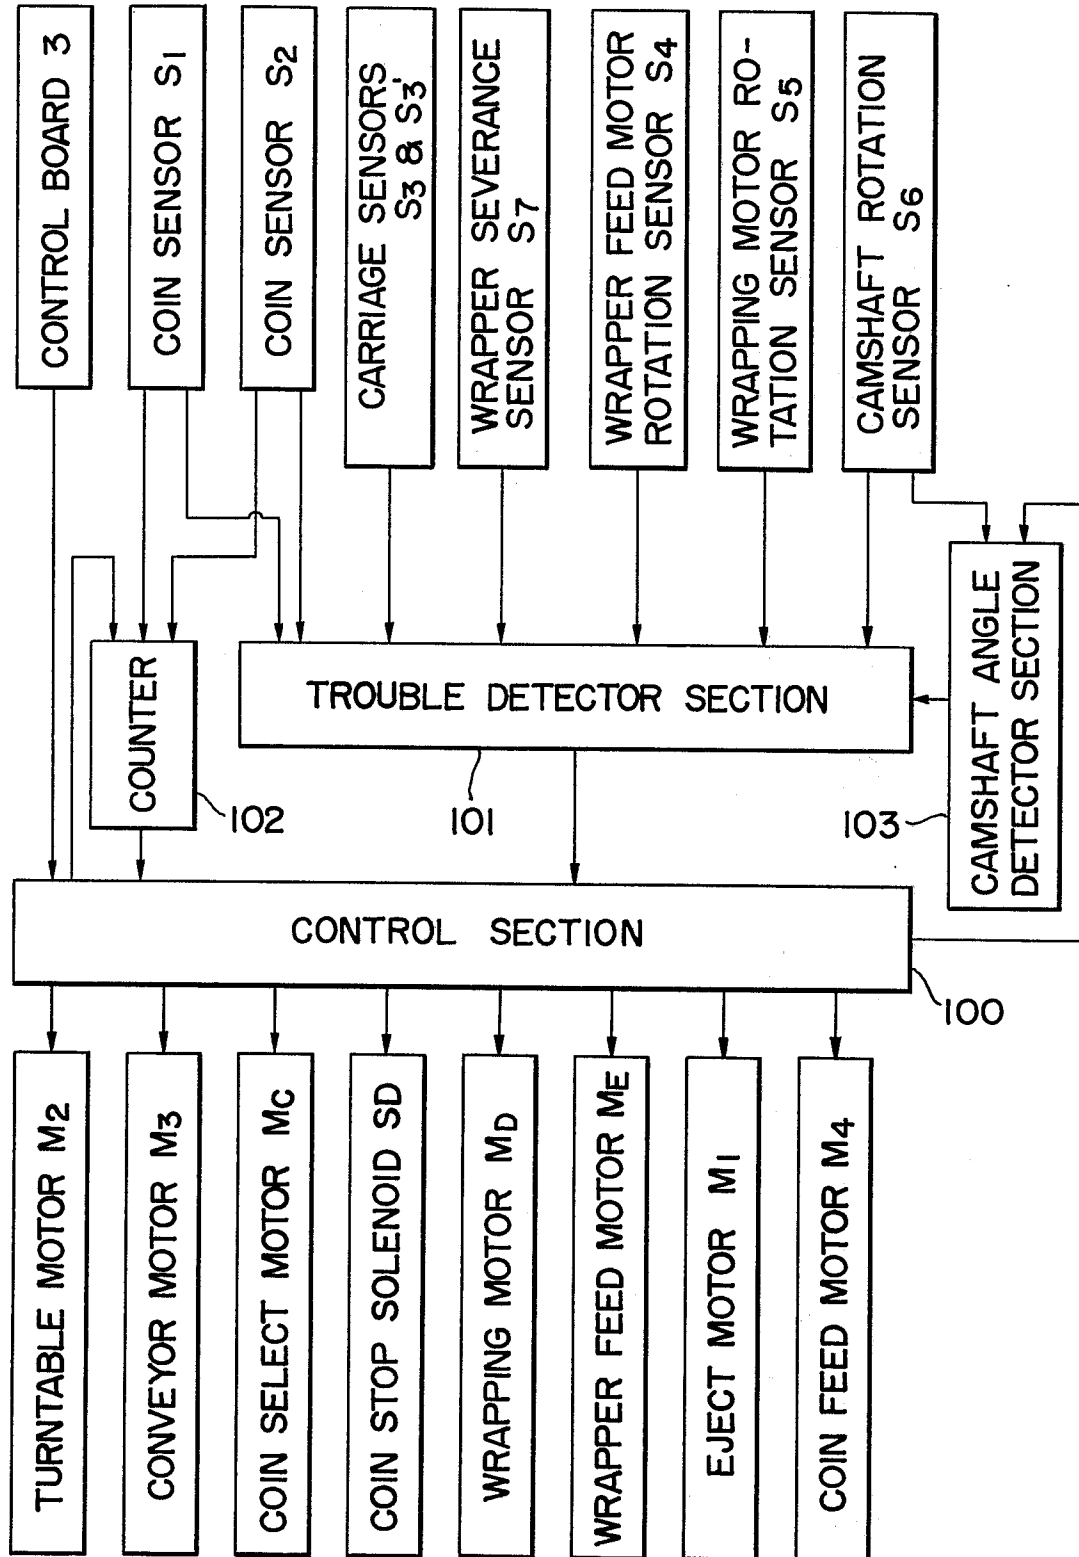 CONTROL BOARD 3
COIN SENSOR S1
COIN SENSOR S2
CARRIAGE SENSORS
S3 & S3'
WRAPPER SEVERANCE
SENSOR S7
WRAPPER FEED MOTOR
ROTATION SENSOR S4
WRAPPING MOTOR RO-
TATION SENSOR S5
CAMSHAFT ROTATION
SENSOR S6
COUNTER
102
TROUBLE DETECTOR SECTION
101
CAMSHAFT ANGLE
DETECTOR SECTION
103
CONTROL SECTION
100
TURNTABLE MOTOR M2
CONVEYOR MOTOR M3
COIN SELECT MOTOR MC
COIN STOP SOLENOID SD
WRAPPING MOTOR MD
WRAPPER FEED MOTOR ME
EJECT MOTOR M1
COIN FEED MOTOR M4